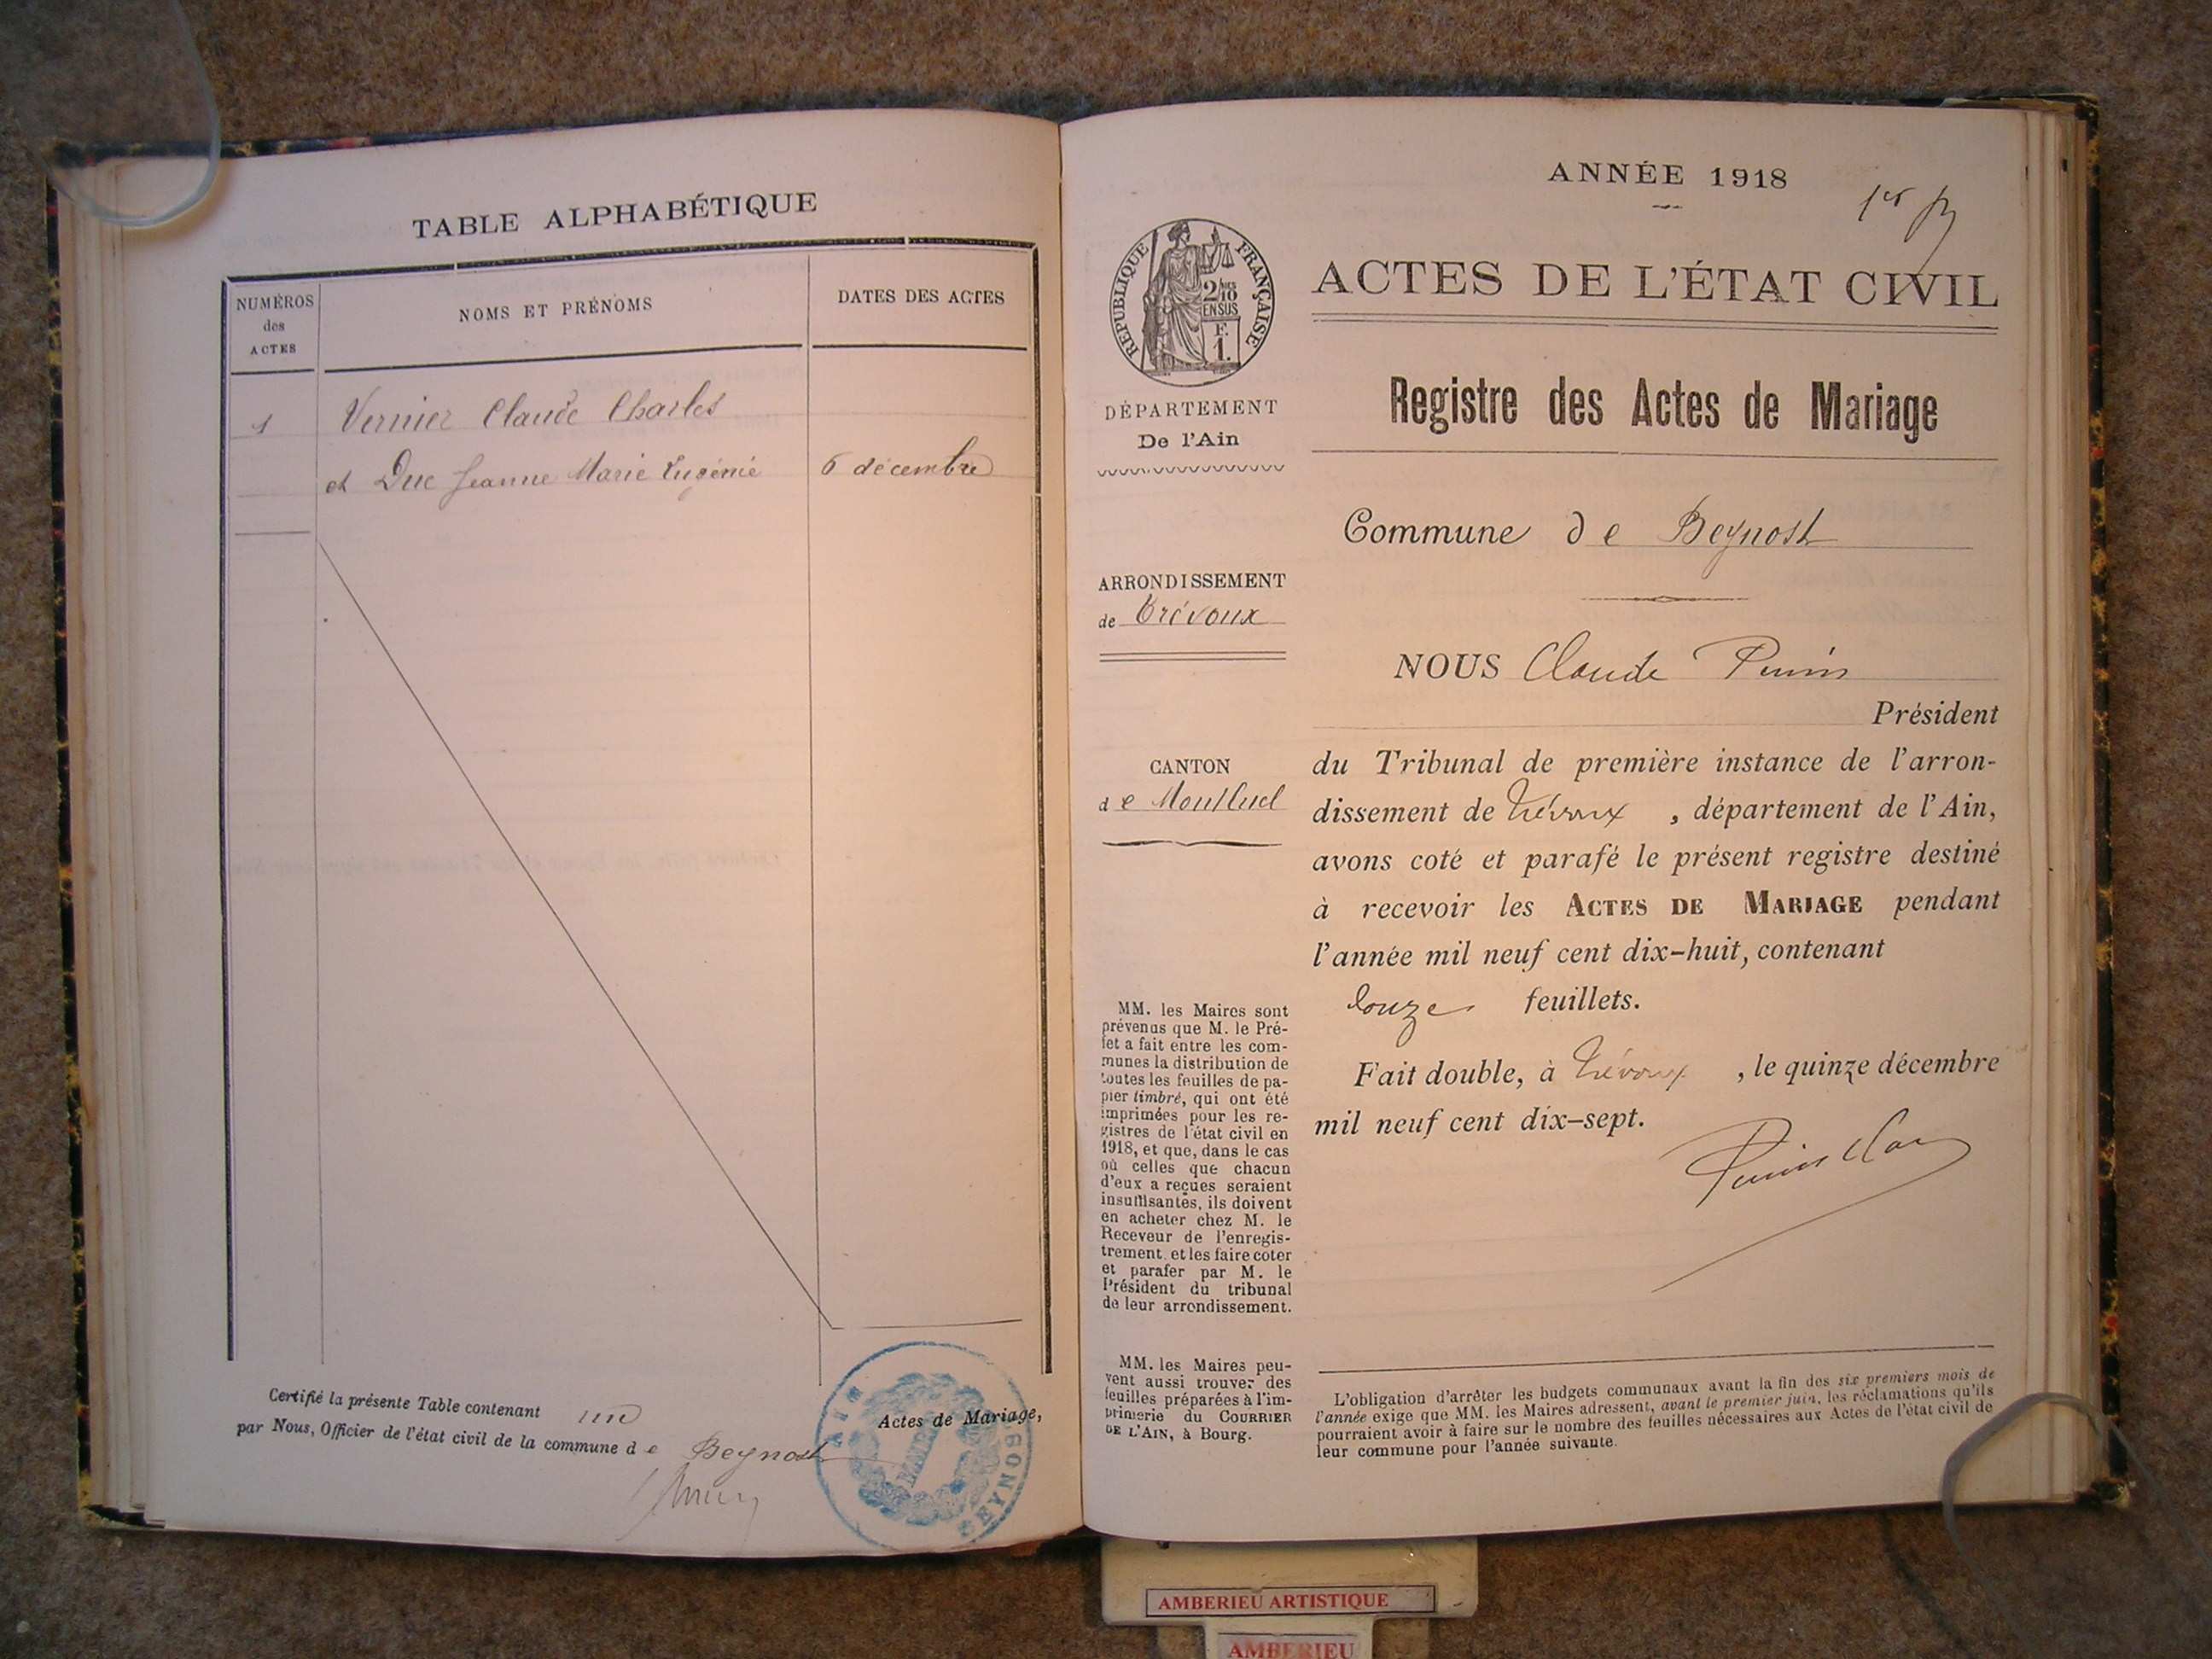 TABLE ALPHABÉTIQUE
NUMÉROS
des
ACTES
NOMS ET PRÉNOMS
DATES DES ACTES
1 Vernier Claude Charles
et Duc Jeanne Marie Eugénie 6 décembre
Certifié la présente Table contenant un Actes de Mariage,
par Nous, Officier de l'état civil de la commune de Beynost
AIN
MAIRIE
BEYNOST
ANNÉE 1918
ACTES DE L'ÉTAT CIVIL
RÉPUBLIQUE FRANÇAISE
2/10
EN SUS
F.
1.
DÉPARTEMENT
De l'Ain
Registre des Actes de Mariage
Commune de Beynost
ARRONDISSEMENT
de Trévoux
CANTON
de Montluel
NOUS Claude
Président
du Tribunal de première instance de l'arron-
dissement de Trévoux, département de l'Ain,
avons coté et parafé le présent registre destiné
à recevoir les ACTES DE MARIAGE pendant
l'année mil neuf cent dix-huit, contenant
douze feuillets.
Fait double, à Trévoux, le quinze décembre
mil neuf cent dix-sept.
MM. les Maires sont
prévenus que M. le Pré-
fet a fait entre les com-
munes la distribution de
toutes les feuilles de pa-
pier timbré, qui ont été
imprimées pour les re-
gistres de l'état civil en
1918, et que, dans le cas
où celles que chacun
d'eux a reçues seraient
insuffisantes, ils doivent
en acheter chez M. le
Receveur de l'enregis-
trement, et les faire coter
et parafer par M. le
Président du tribunal
de leur arrondissement.
MM. les Maires peu-
vent aussi trouver des
feuilles préparées à l'im-
primerie du COURRIER
DE L'AIN, à Bourg.
L'obligation d'arrêter les budgets communaux avant la fin des six premiers mois de
l'année exige que MM. les Maires adressent, avant le premier juin, les réclamations qu'ils
pourraient avoir à faire sur le nombre des feuilles nécessaires aux Actes de l'état civil de
leur commune pour l'année suivante.
AMBERIEU ARTISTIQUE
AMBERIEU